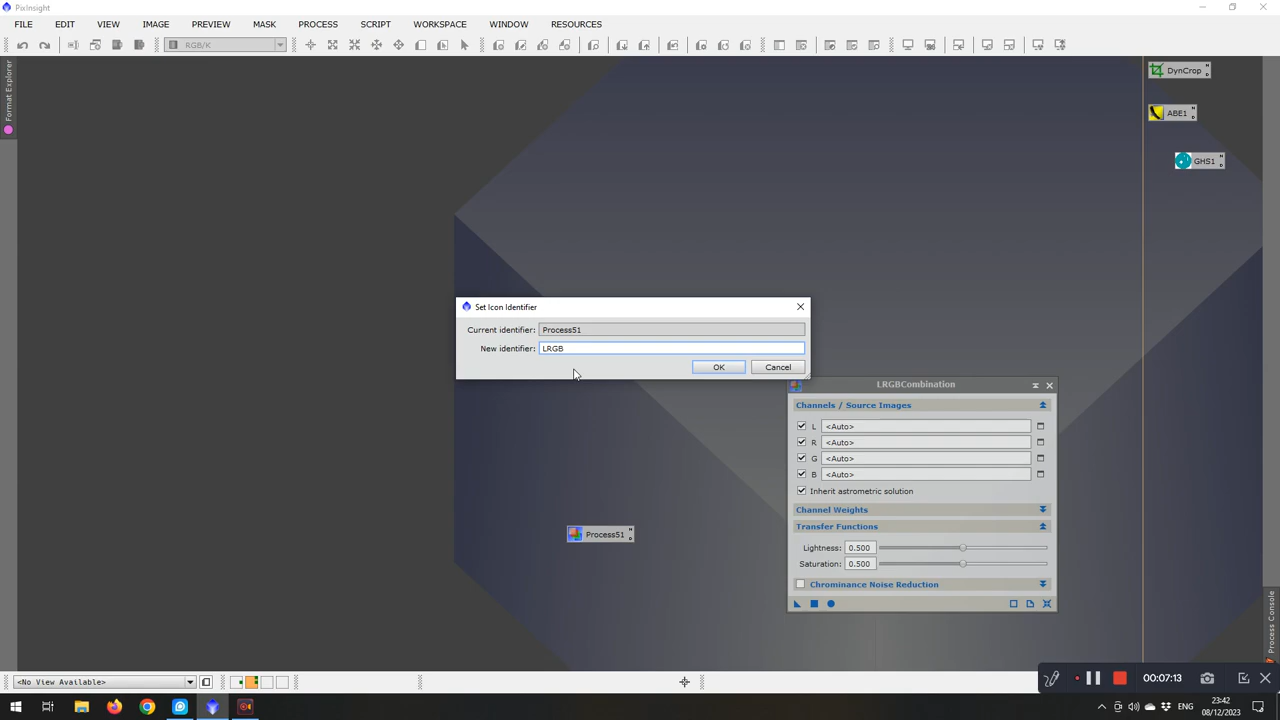 PixInsight
FILE EDIT VIEW IMAGE PREVIEW MASK PROCESS SCRIPT WORKSPACE WINDOW RESOURCES
RGB/K
Format Explorer
DynCrop
ABE1
GHS1
Set Icon Identifier
Current identifier: Process51
New identifier: LRGB
OK Cancel
LRGBCombination
Channels / Source Images
L <Auto>
R <Auto>
G <Auto>
B <Auto>
Inherit astrometric solution
Channel Weights
Transfer Functions
Lightness: 0.500
Saturation: 0.500
Chrominance Noise Reduction
Process51
Process Console
<No View Available>
00:07:13
ENG
23:42
08/12/2023